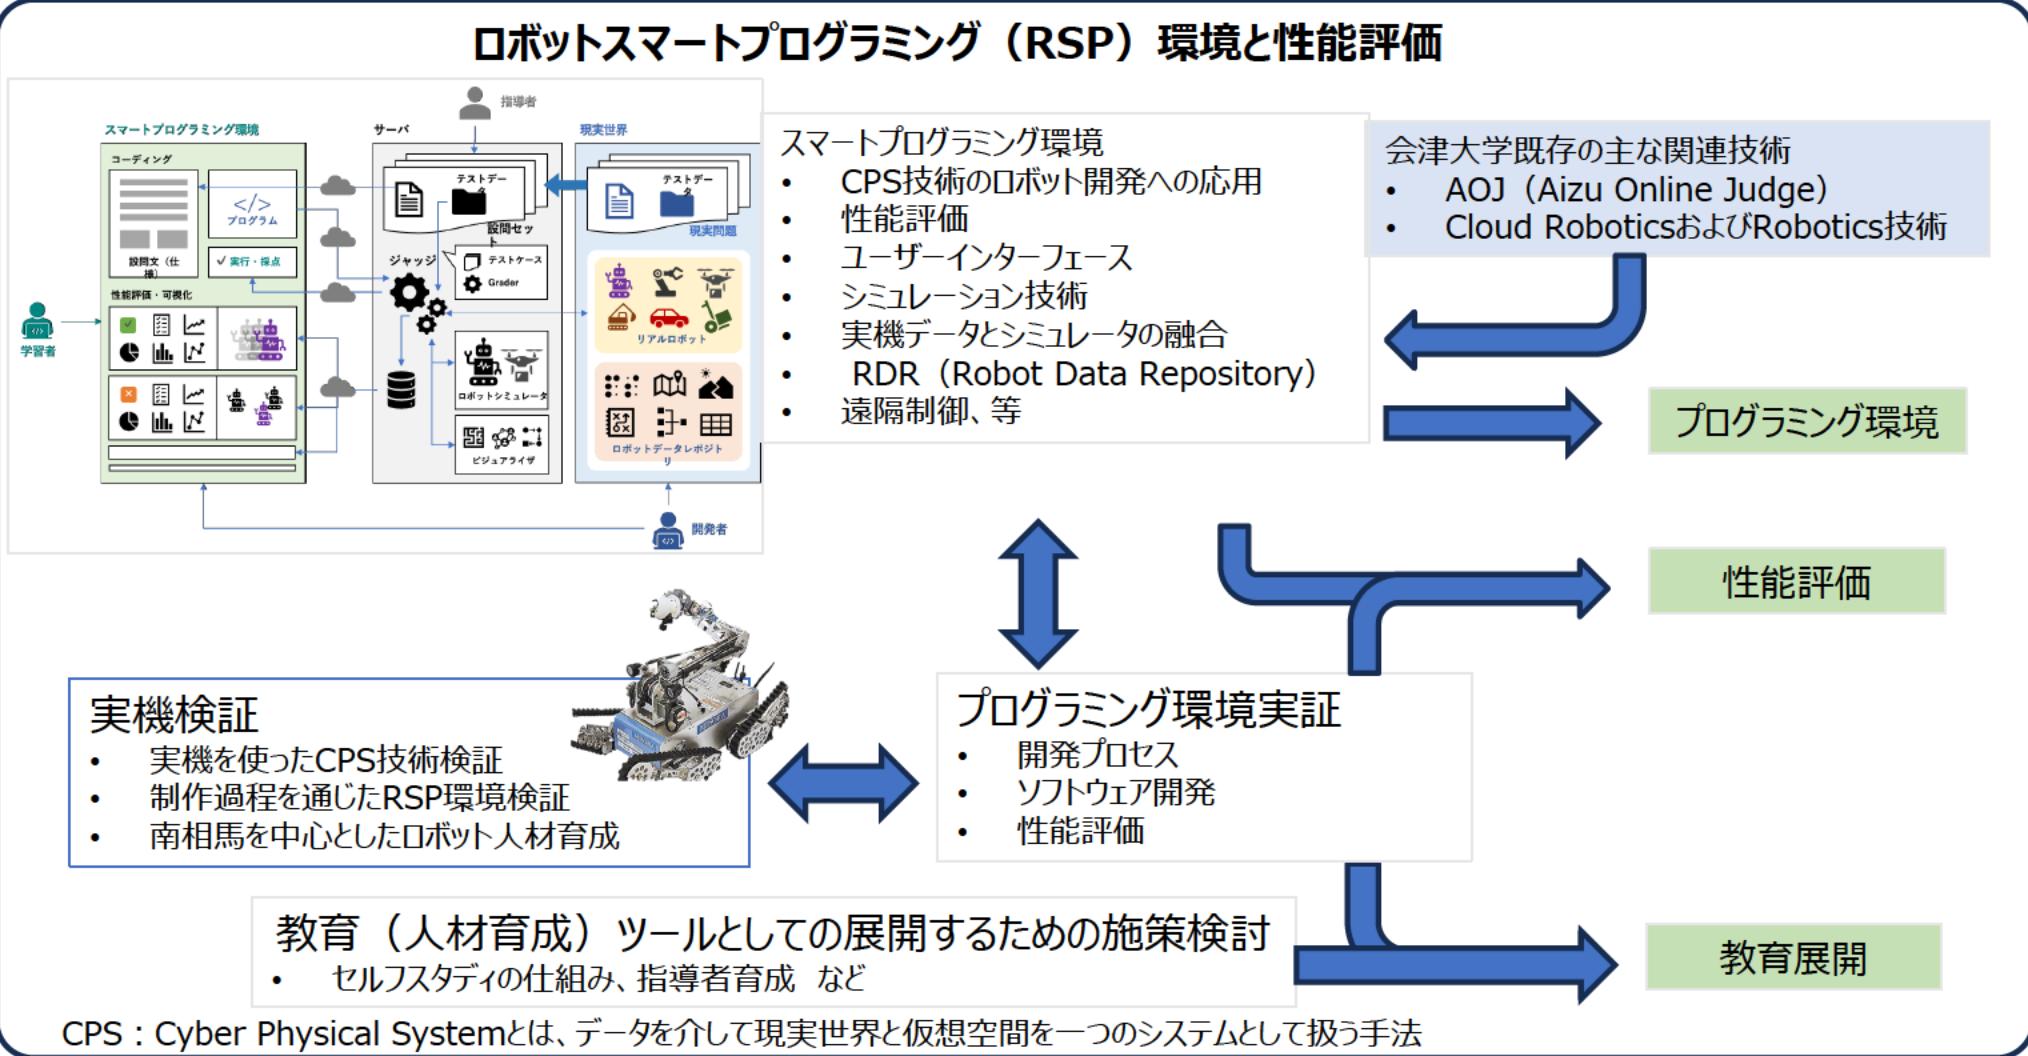 ロボットスマートプログラミング（RSP）環境と性能評価
指導者
スマートプログラミング環境
サーバ
現実世界
コーディング
</>
プログラム
設問文（仕
様）
✓ 実行・採点
性能評価・可視化
学習者
テストデー
タ
設問セッ
ト
ジャッジ
テストケース
Grader
ロボットシミュレータ
ビジュアライザ
テストデー
タ
現実問題
リアルロボット
ロボットデータレポジト
リ
開発者
スマートプログラミング環境
• CPS技術のロボット開発への応用
• 性能評価
• ユーザーインターフェース
• シミュレーション技術
• 実機データとシミュレータの融合
• RDR（Robot Data Repository）
• 遠隔制御、等
会津大学既存の主な関連技術
• AOJ（Aizu Online Judge）
• Cloud RoboticsおよびRobotics技術
プログラミング環境
性能評価
実機検証
• 実機を使ったCPS技術検証
• 制作過程を通じたRSP環境検証
• 南相馬を中心としたロボット人材育成
プログラミング環境実証
• 開発プロセス
• ソフトウェア開発
• 性能評価
教育（人材育成）ツールとしての展開するための施策検討
• セルフスタディの仕組み、指導者育成　など
教育展開
CPS：Cyber Physical Systemとは、データを介して現実世界と仮想空間を一つのシステムとして扱う手法